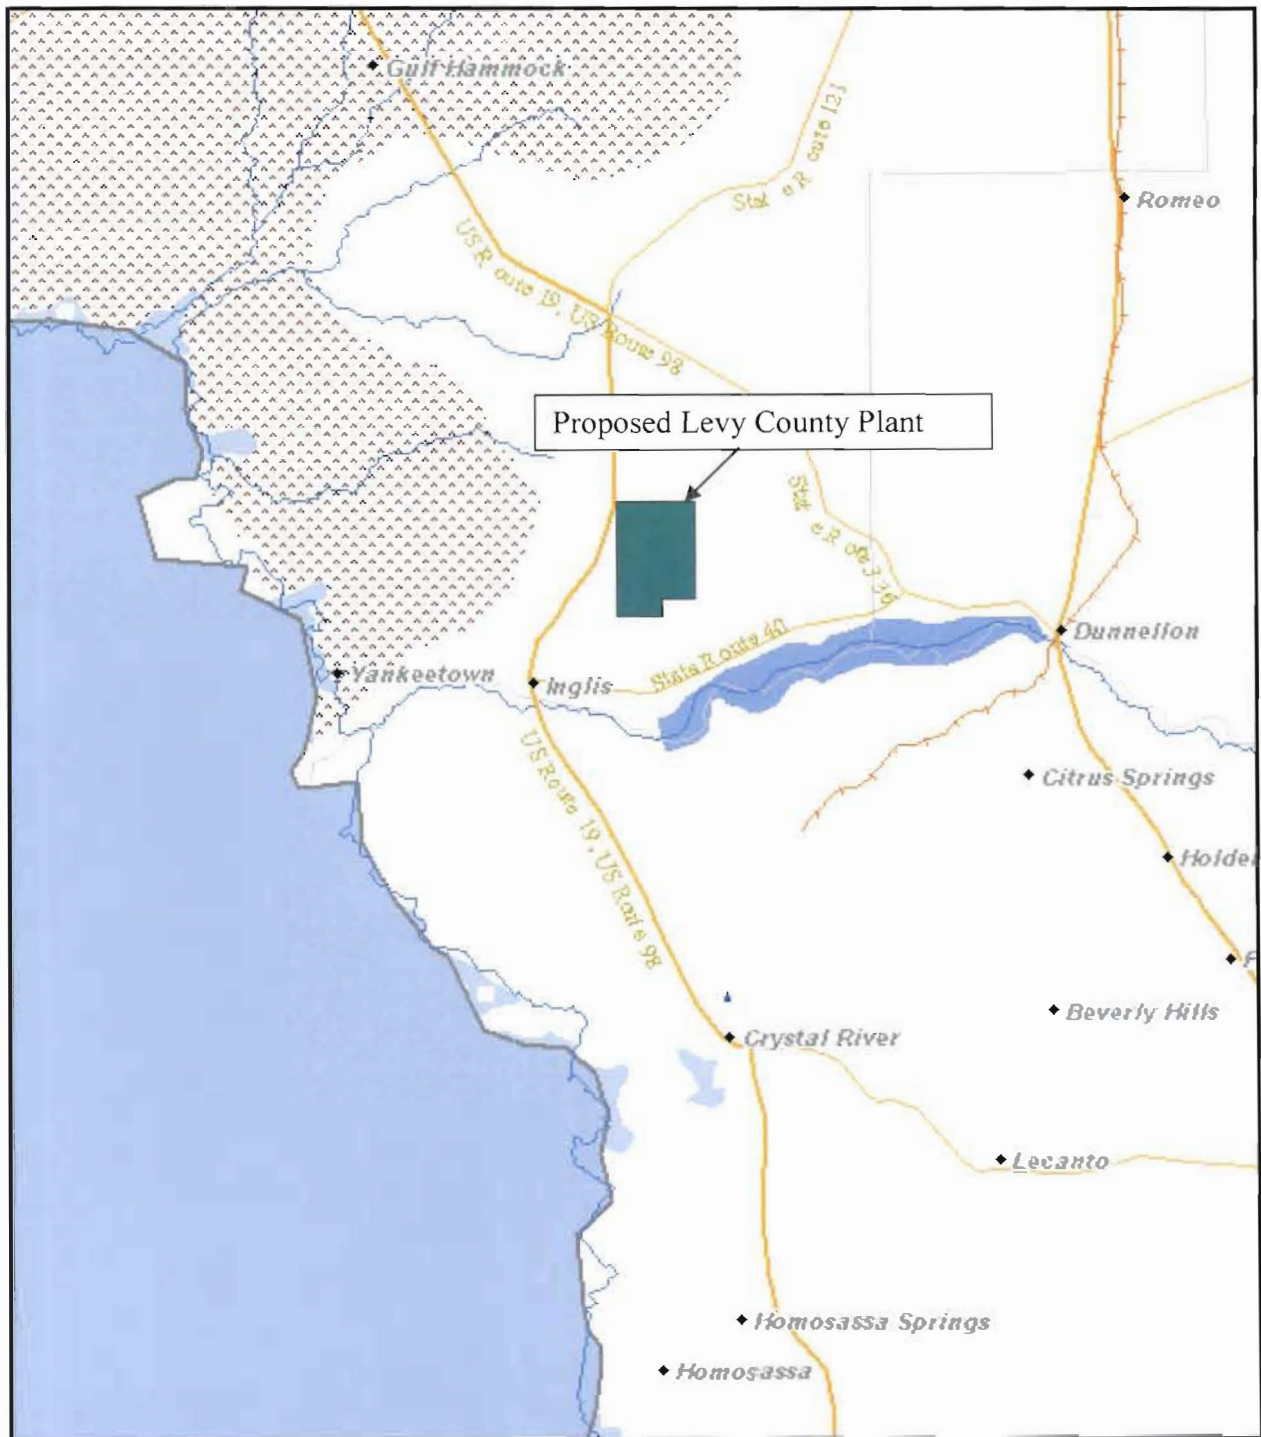 Gulf Hammock
State Route 121
Romeo
US Route 19, US Route 98
Proposed Levy County Plant
State Route 336
State Route 40
Dunnellon
Yankeetown
Inglis
US Route 19, US Route 98
Citrus Springs
Holder
F
Beverly Hills
Crystal River
Lecanto
Homosassa Springs
Homosassa